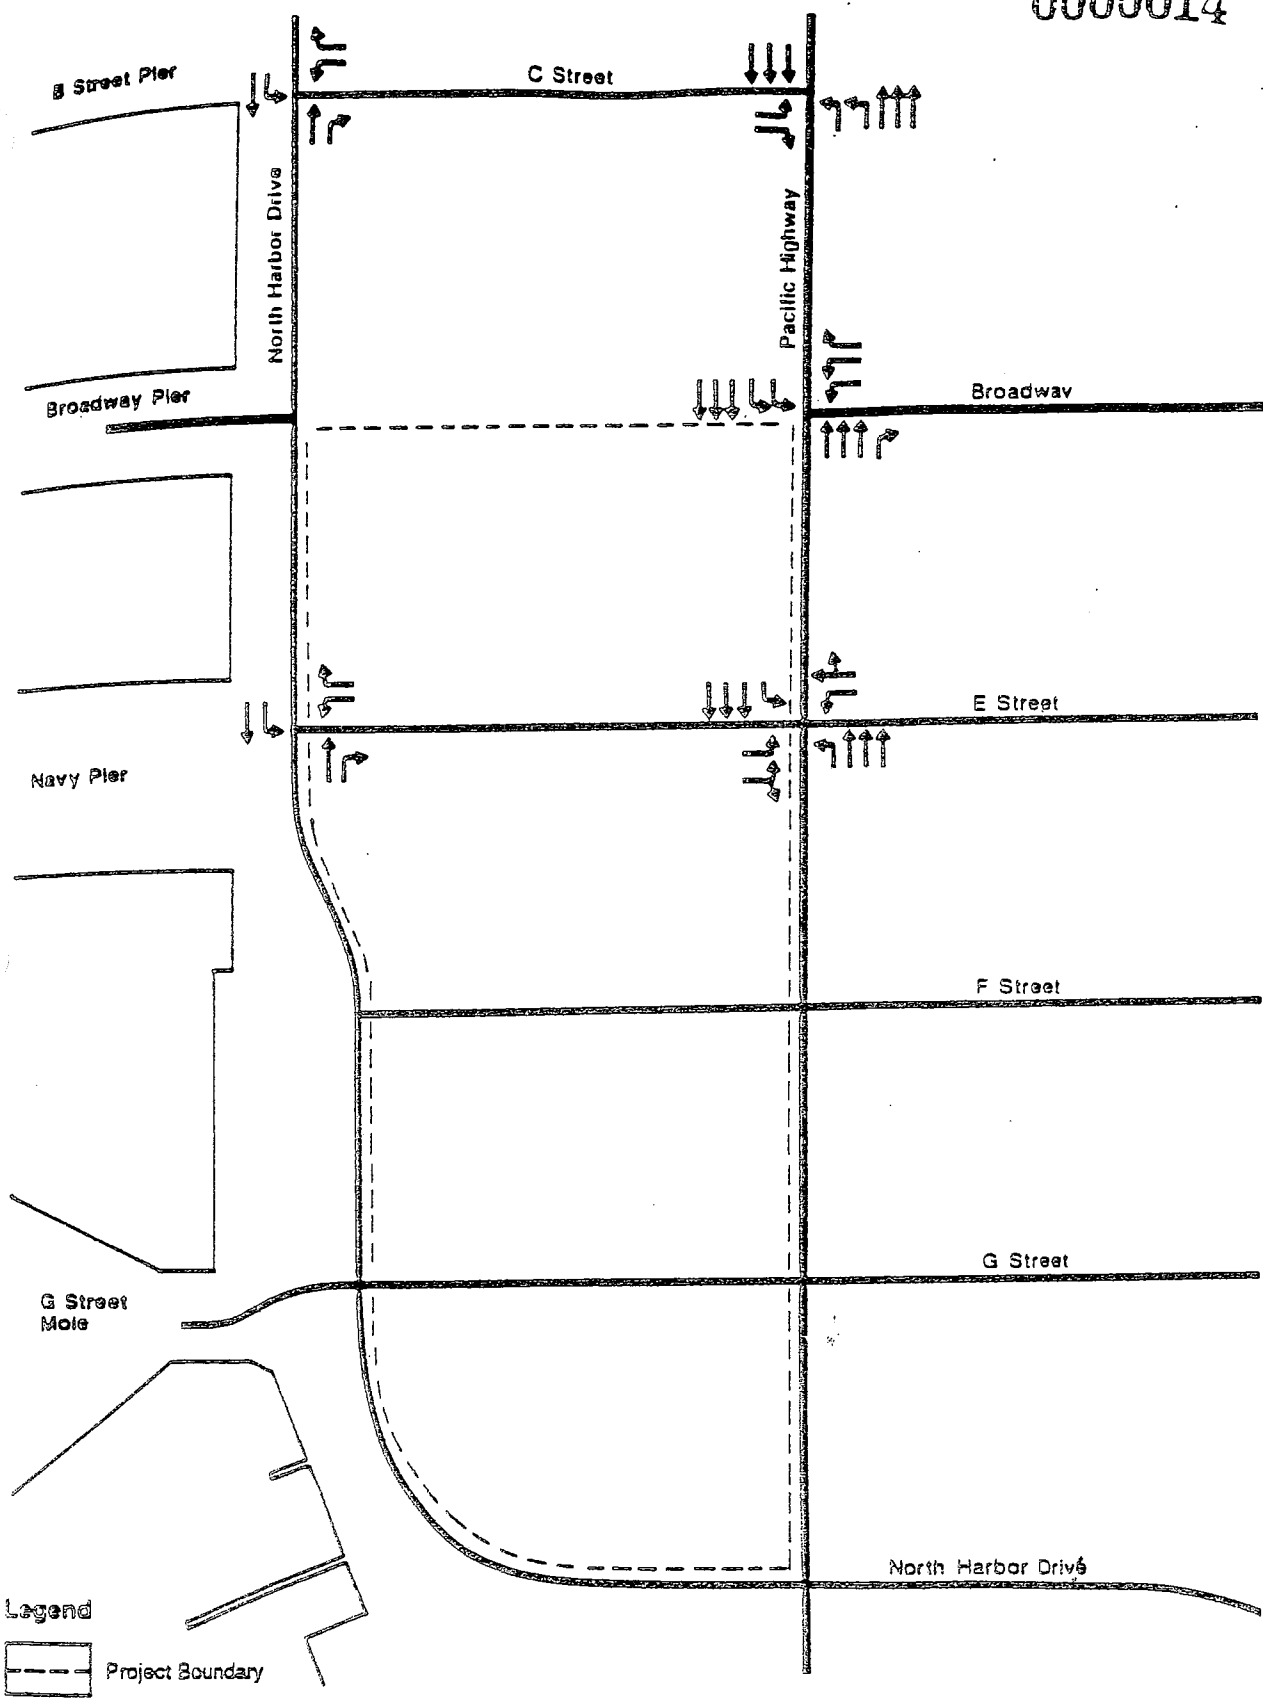 0005014
B Street Pier
C Street
North Harbor Drive
Pacific Highway
Broadway Pier
Broadway
E Street
Navy Pier
F Street
G Street
G Street
Mole
North Harbor Drive
Legend
Project Boundary